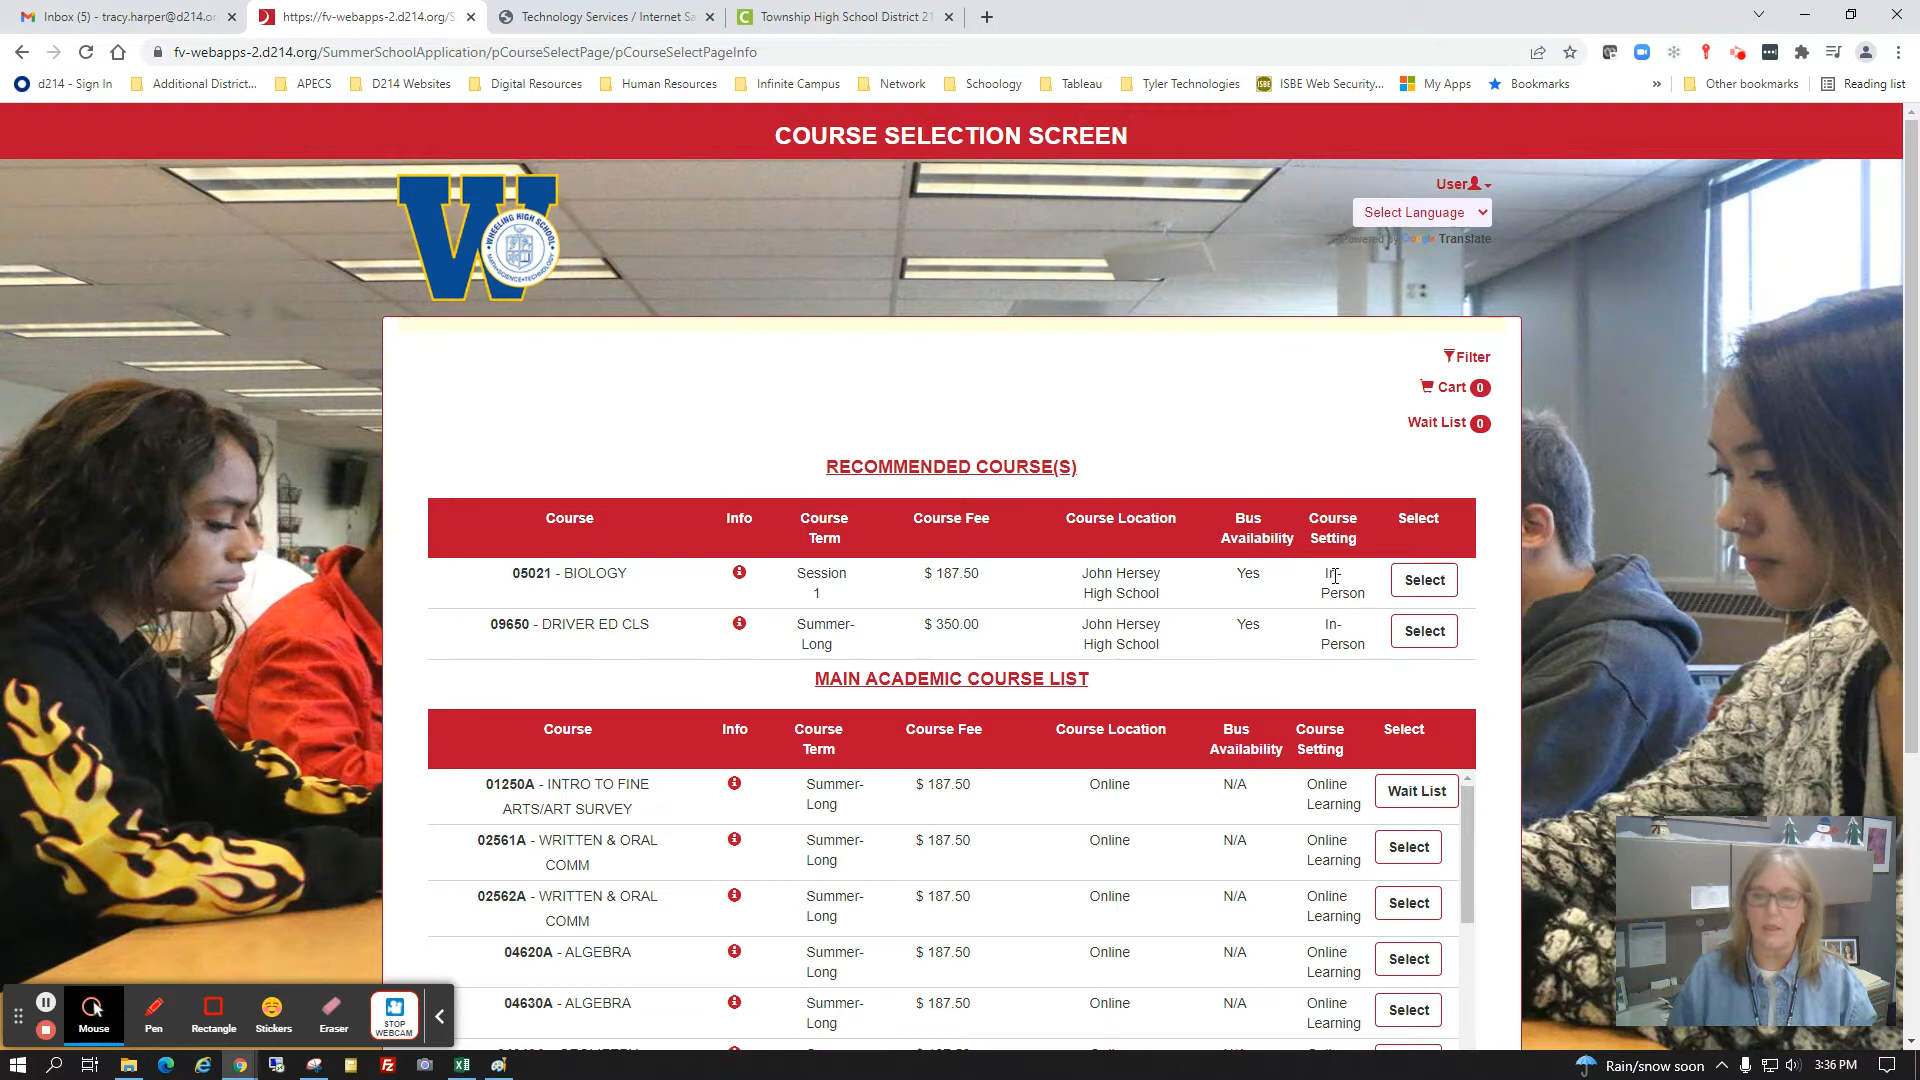 Inbox (5) - tracy.harper@d214.or
https://fv-webapps-2.d214.org/S
Technology Services / Internet Sa
Township High School District 21
fv-webapps-2.d214.org/SummerSchoolApplication/pCourseSelectPage/pCourseSelectPageInfo
d214 - Sign In
Additional District...
APECS
D214 Websites
Digital Resources
Human Resources
Infinite Campus
Network
Schoology
Tableau
Tyler Technologies
ISBE Web Security...
My Apps
Bookmarks
Other bookmarks
Reading list
COURSE SELECTION SCREEN
WHEELING HIGH SCHOOL
MATH•SCIENCE•TECHNOLOGY
User
Select Language
Powered by Google Translate
Filter
Cart 0
Wait List 0
RECOMMENDED COURSE(S)
Course Info Course Term Course Fee Course Location Bus Availability Course Setting Select
05021 - BIOLOGY Session 1 $ 187.50 John Hersey High School Yes In-Person Select
09650 - DRIVER ED CLS Summer-Long $ 350.00 John Hersey High School Yes In-Person Select
MAIN ACADEMIC COURSE LIST
Course Info Course Term Course Fee Course Location Bus Availability Course Setting Select
01250A - INTRO TO FINE ARTS/ART SURVEY Summer-Long $ 187.50 Online N/A Online Learning Wait List
02561A - WRITTEN & ORAL COMM Summer-Long $ 187.50 Online N/A Online Learning Select
02562A - WRITTEN & ORAL COMM Summer-Long $ 187.50 Online N/A Online Learning Select
04620A - ALGEBRA Summer-Long $ 187.50 Online N/A Online Learning Select
04630A - ALGEBRA Summer-Long $ 187.50 Online N/A Online Learning Select
Mouse
Pen
Rectangle
Stickers
Eraser
STOP WEBCAM
Rain/snow soon
3:36 PM